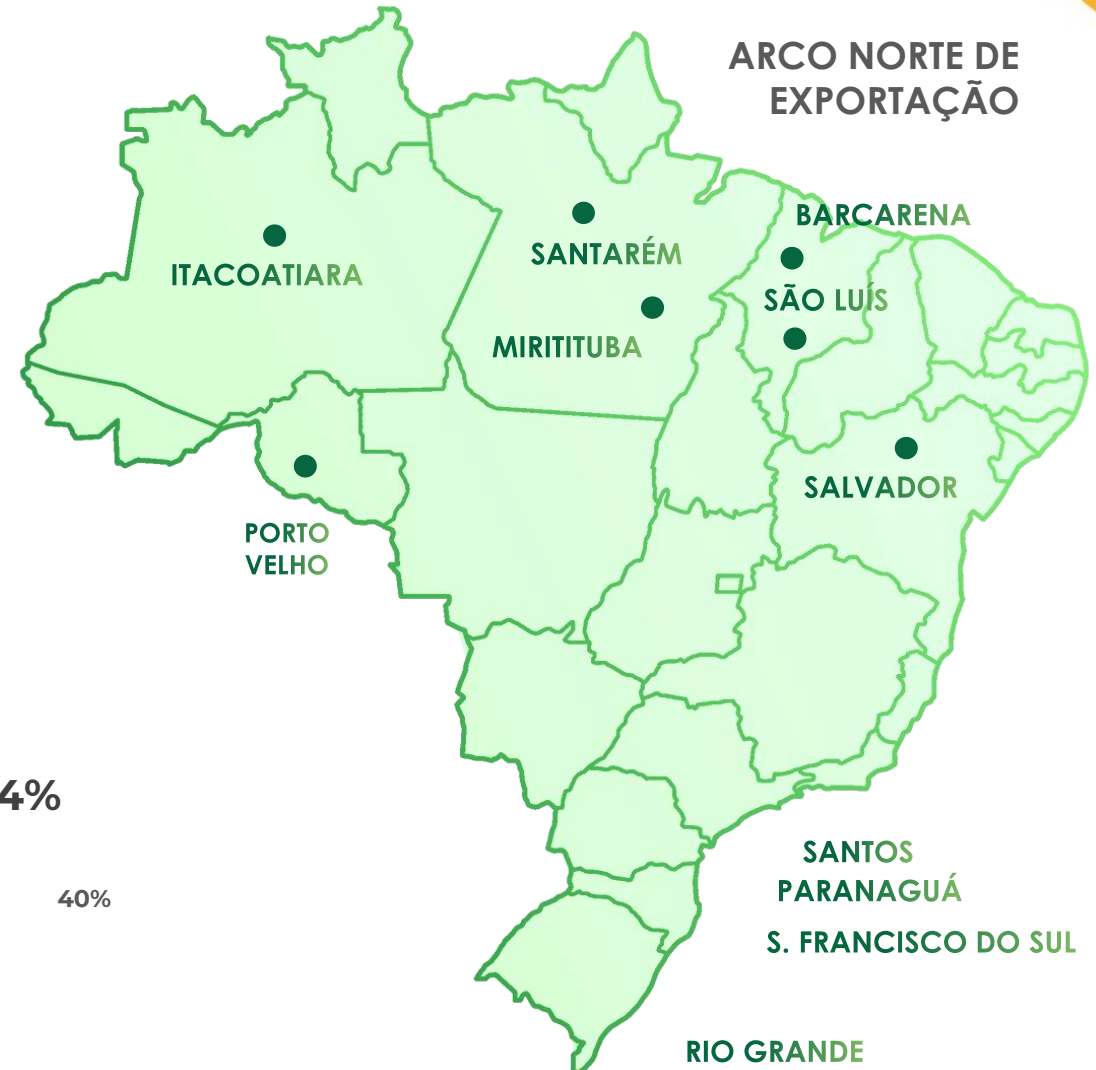 ARCO NORTE DE
EXPORTAÇÃO
BARCARENA
SANTARÉM
ITACOATIARA
SÃO LUÍS
MIRITITUBA
SALVADOR
PORTO
VELHO
4%
SANTOS
PARANAGUÁ
40%
S. FRANCISCO DO SUL
RIO GRANDE